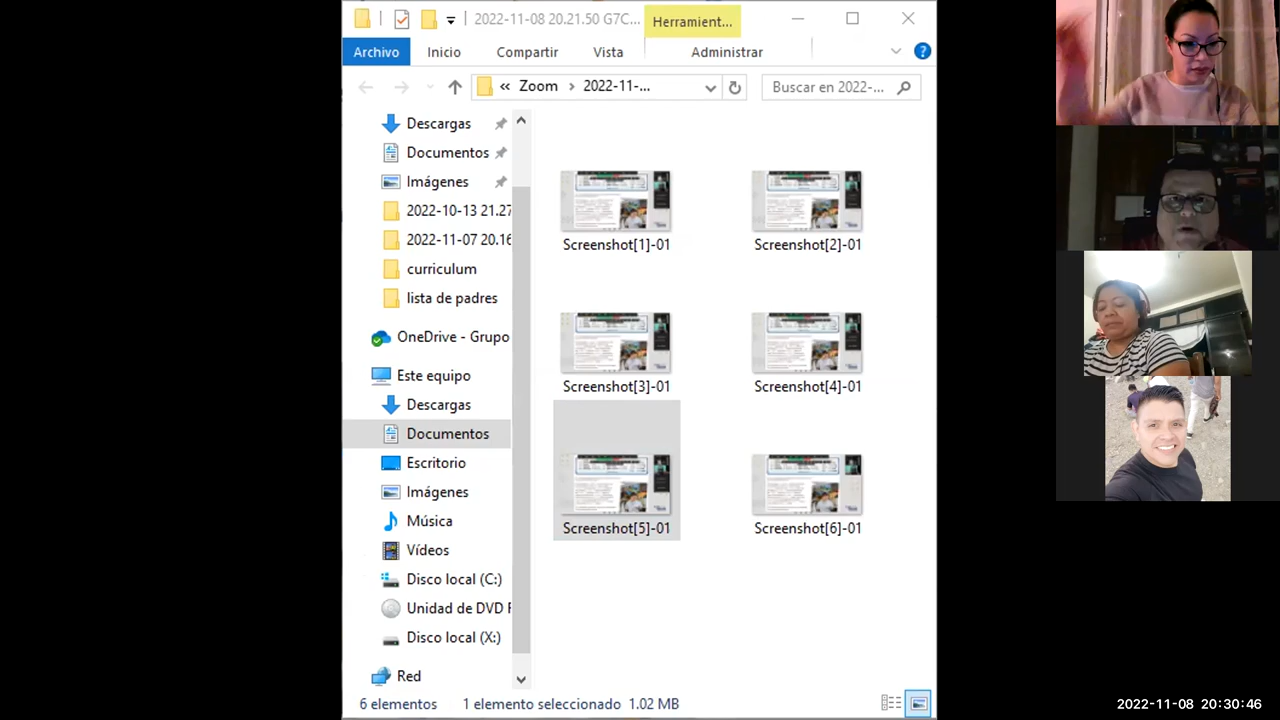 2022-11-08 20.21.50 G7C... Herramient...
Archivo Inicio Compartir Vista Administrar
« Zoom > 2022-11-... Buscar en 2022-...
Descargas
Documentos
Imágenes
2022-10-13 21.27
2022-11-07 20.16
curriculum
lista de padres
OneDrive - Grupo
Este equipo
Descargas
Documentos
Escritorio
Imágenes
Música
Vídeos
Disco local (C:)
Unidad de DVD
Disco local (X:)
Red
Screenshot[1]-01 Screenshot[2]-01
Screenshot[3]-01 Screenshot[4]-01
Screenshot[5]-01 Screenshot[6]-01
6 elementos 1 elemento seleccionado 1.02 MB
2022-11-08 20:30:46